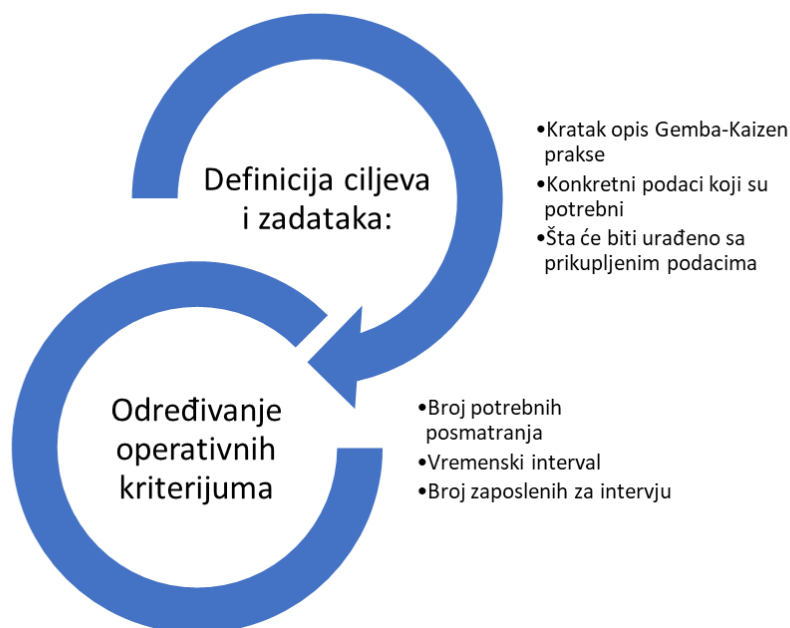 Definicija ciljeva
i zadataka:
•Kratak opis Gemba-Kaizen
prakse
•Konkretni podaci koji su
potrebni
•Šta će biti urađeno sa
prikupljenim podacima
Određivanje
operativnih
kriterijuma
•Broj potrebnih
posmatranja
•Vremenski interval
•Broj zaposlenih za intervju